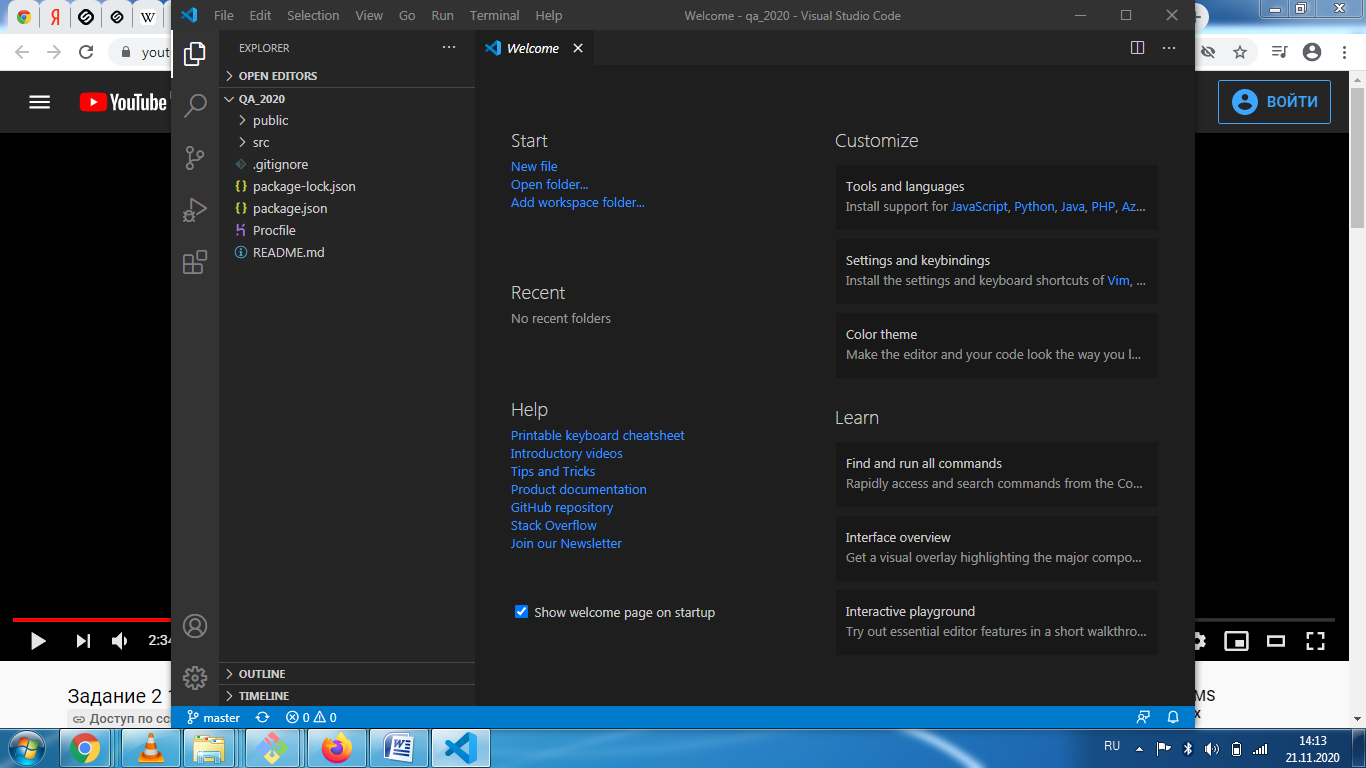 File Edit Selection View Go Run Terminal Help
Welcome - qa_2020 - Visual Studio Code
EXPLORER
Welcome
OPEN EDITORS
QA_2020
public
src
.gitignore
package-lock.json
package.json
Procfile
README.md
OUTLINE
TIMELINE
Start
New file
Open folder...
Add workspace folder...
Recent
No recent folders
Help
Printable keyboard cheatsheet
Introductory videos
Tips and Tricks
Product documentation
GitHub repository
Stack Overflow
Join our Newsletter
Show welcome page on startup
Customize
Tools and languages
Install support for JavaScript, Python, Java, PHP, Az...
Settings and keybindings
Install the settings and keyboard shortcuts of Vim, ...
Color theme
Make the editor and your code look the way you l...
Learn
Find and run all commands
Rapidly access and search commands from the Co...
Interface overview
Get a visual overlay highlighting the major compo...
Interactive playground
Try out essential editor features in a short walkthro...
master
0 0
Я
W
yout
YouTube
ВОЙТИ
2:34
Задание 2
Доступ по сс
MS
x
RU
14:13
21.11.2020